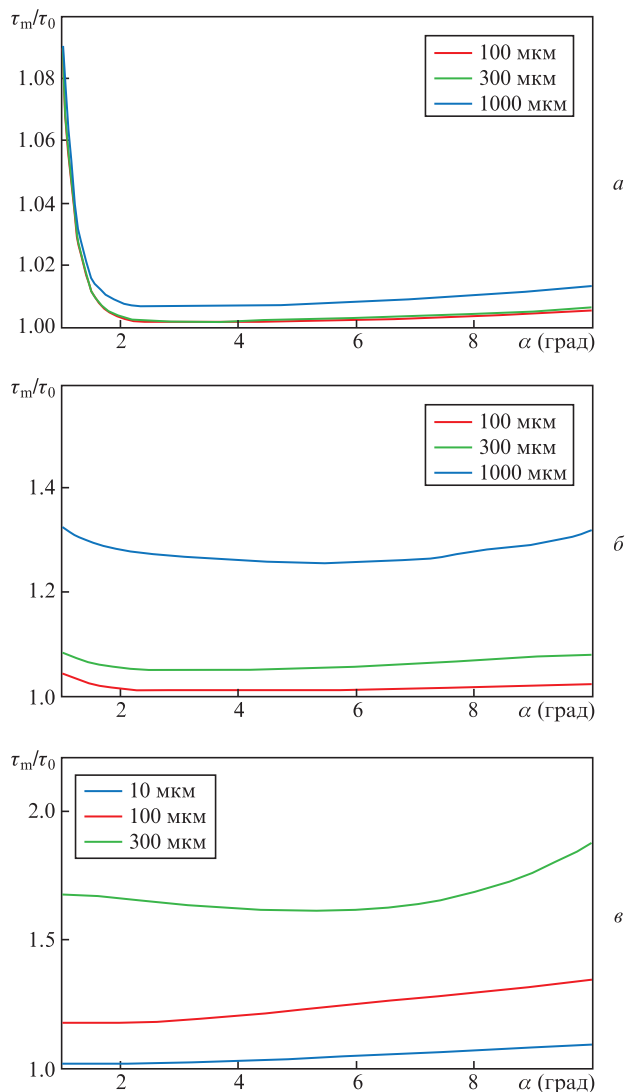 τm/τ0
1.08
1.06
1.04
1.02
1.00
2
4
6
8
α (град)
100 мкм
300 мкм
1000 мкм
а
τm/τ0
1.4
1.2
1.0
2
4
6
8
α (град)
100 мкм
300 мкм
1000 мкм
б
τm/τ0
2.0
1.5
1.0
2
4
6
8
α (град)
10 мкм
100 мкм
300 мкм
в